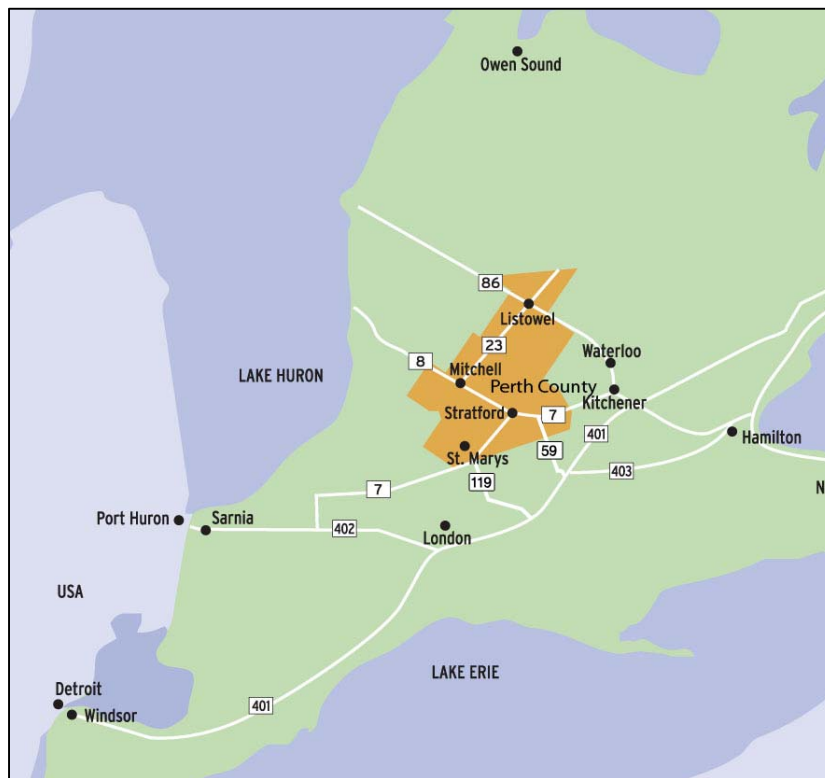 Owen Sound
86
Listowel
23
Waterloo
8
Mitchell
LAKE HURON
Perth County
Kitchener
Stratford
7
401
Hamilton
St. Marys
59
403
7
119
N
Port Huron
Sarnia
402
London
USA
LAKE ERIE
Detroit
401
Windsor